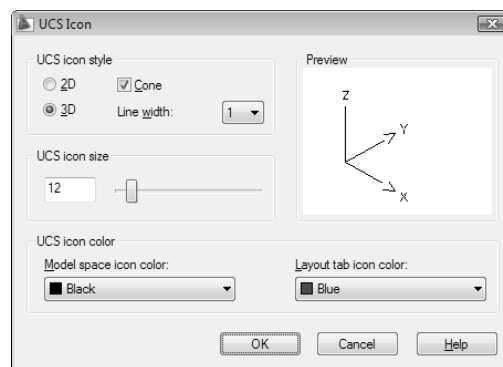 UCS Icon
UCS icon style
2D
Cone
3D
Line width:
1
UCS icon size
12
Preview
Z
Y
X
UCS icon color
Model space icon color:
Black
Layout tab icon color:
Blue
OK
Cancel
Help